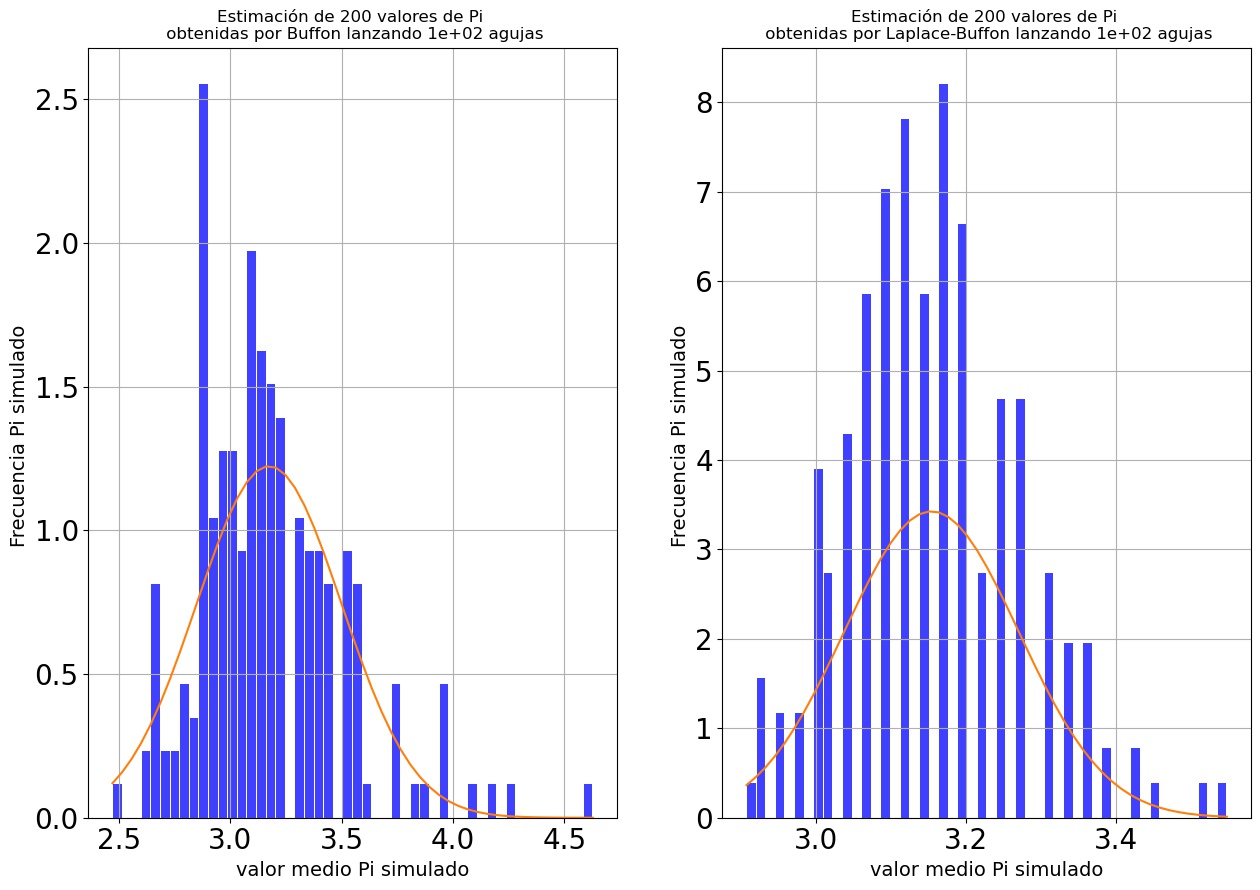 Estimación de 200 valores de Pi
obtenidas por Buffon lanzando 1e+02 agujas
Frecuencia Pi simulado
2.5
2.0
1.5
1.0
0.5
0.0
2.5 3.0 3.5 4.0 4.5
valor medio Pi simulado
Estimación de 200 valores de Pi
obtenidas por Laplace-Buffon lanzando 1e+02 agujas
Frecuencia Pi simulado
8
7
6
5
4
3
2
1
0
3.0 3.2 3.4
valor medio Pi simulado